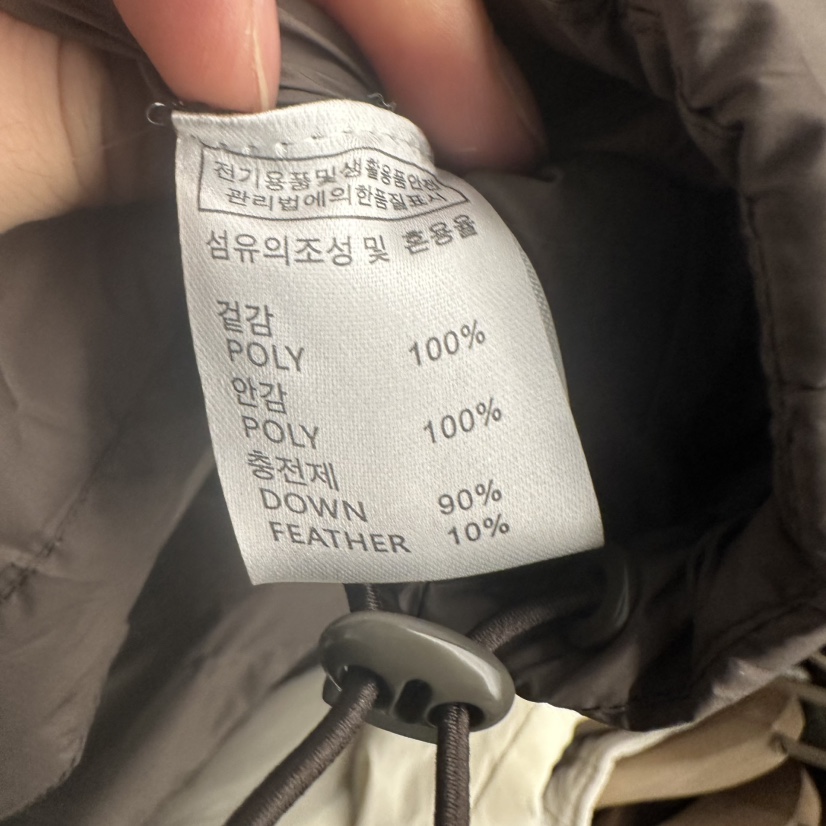 전기용품및생활용품안전
관리법에의한품질표시
섬유의조성 및 혼용율
겉감
POLY 100%
안감
POLY 100%
충전제
DOWN 90%
FEATHER 10%